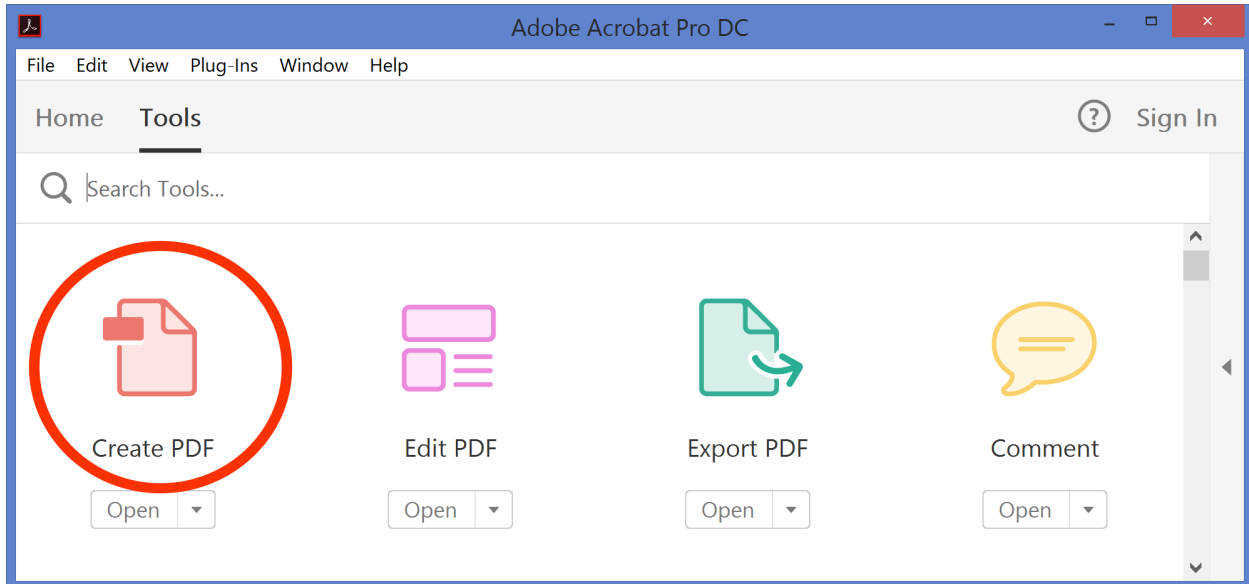 Adobe Acrobat Pro DC
File Edit View Plug-Ins Window Help
Home Tools ? Sign In
Search Tools...
Create PDF Edit PDF Export PDF Comment
Open Open Open Open